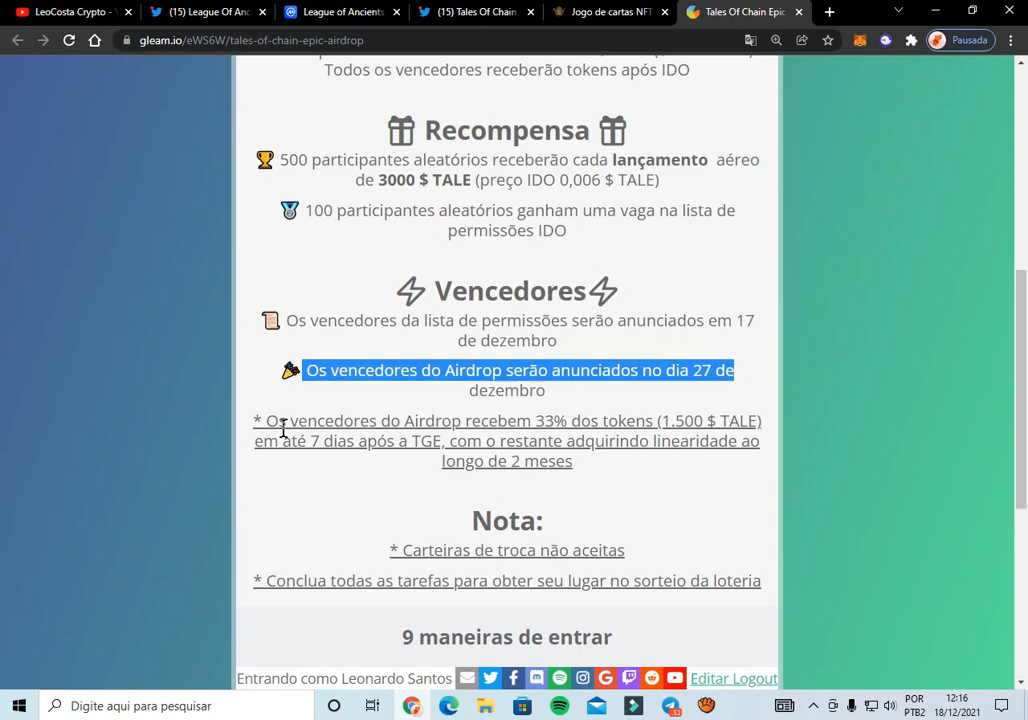 LeoCosta Crypto - Y
(15) League Of Anc
League of Ancients
(15) Tales Of Chain
Jogo de cartas NFT
Tales Of Chain Epic
gleam.io/eWS6W/tales-of-chain-epic-airdrop
Pausada
Todos os vencedores receberão tokens após IDO
Recompensa
500 participantes aleatórios receberão cada lançamento aéreo
de 3000 $ TALE (preço IDO 0,006 $ TALE)
100 participantes aleatórios ganham uma vaga na lista de
permissões IDO
Vencedores
Os vencedores da lista de permissões serão anunciados em 17
de dezembro
Os vencedores do Airdrop serão anunciados no dia 27 de
dezembro
* Os vencedores do Airdrop recebem 33% dos tokens (1.500 $ TALE)
em até 7 dias após a TGE, com o restante adquirindo linearidade ao
longo de 2 meses
Nota:
* Carteiras de troca não aceitas
* Conclua todas as tarefas para obter seu lugar no sorteio da loteria
9 maneiras de entrar
Entrando como Leonardo Santos
Editar Logout
Digite aqui para pesquisar
POR
PTB2
12:16
18/12/2021